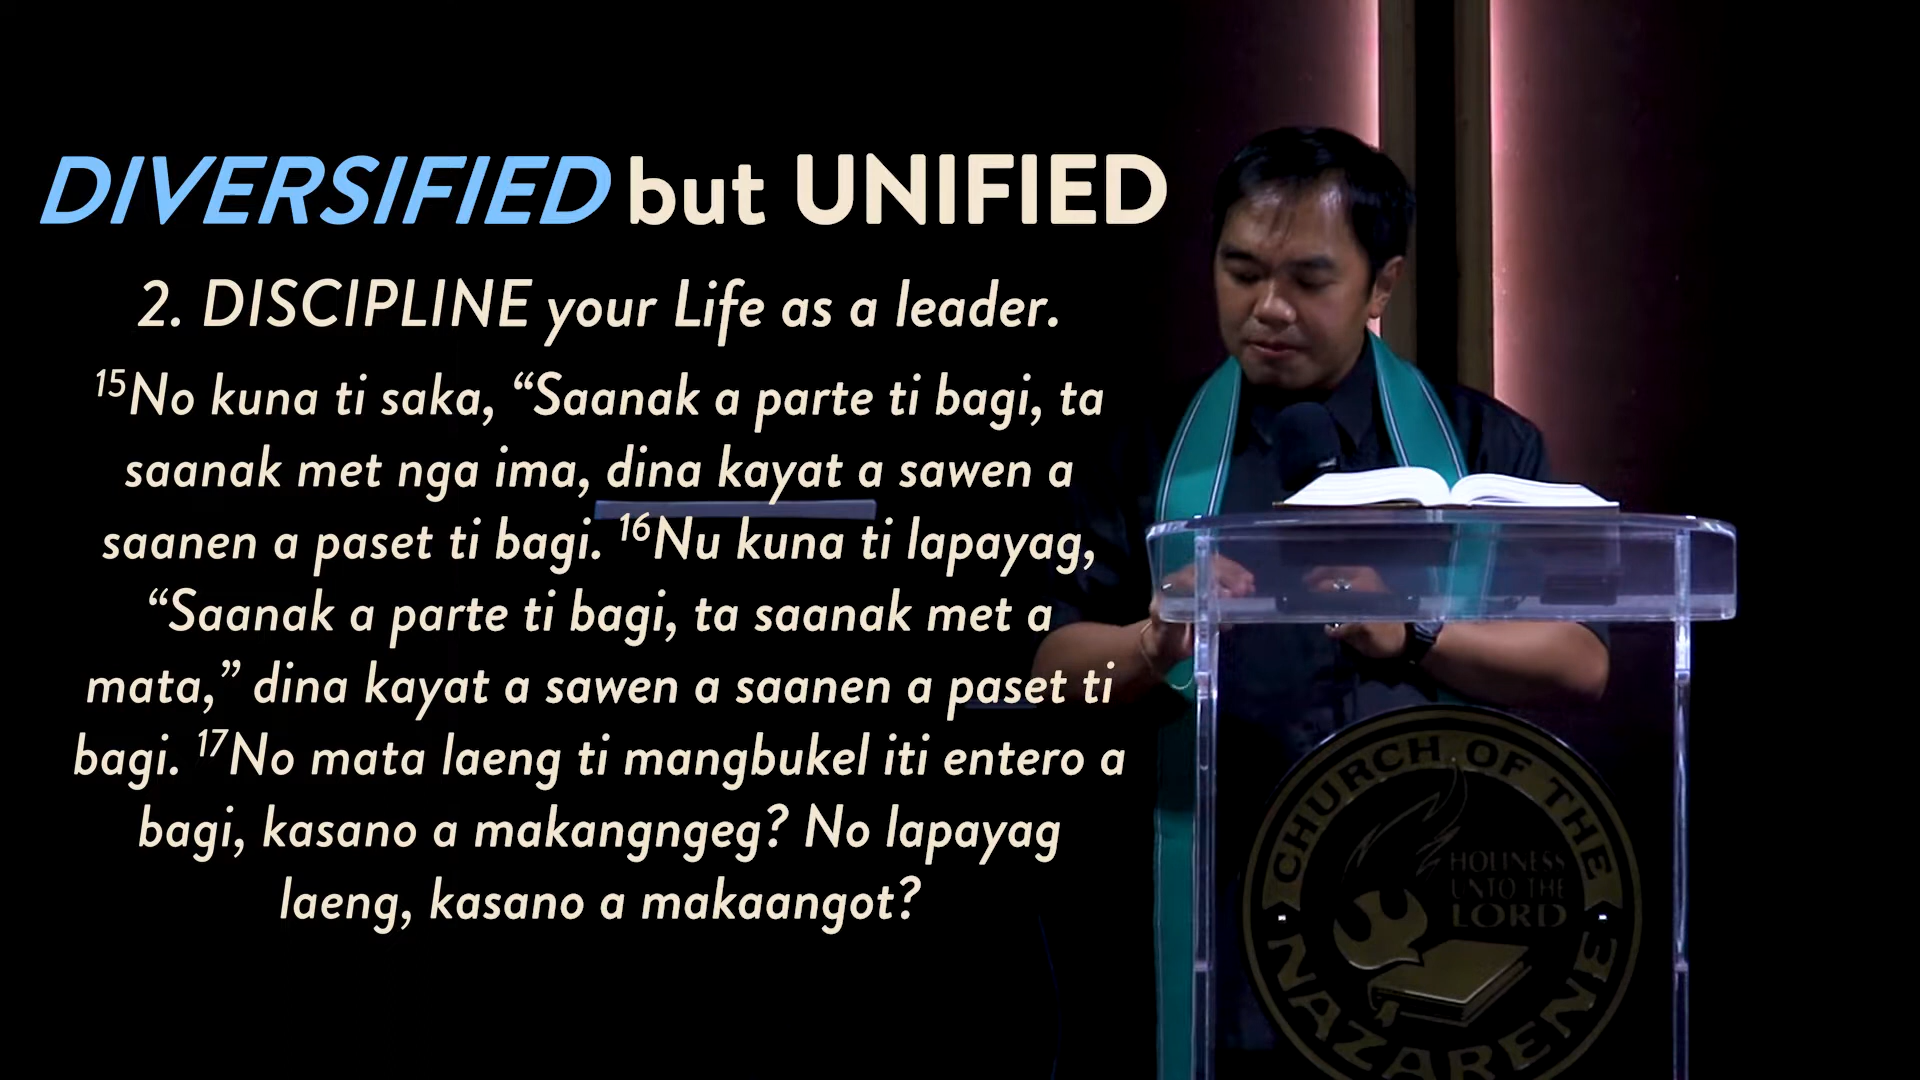 DIVERSIFIED but UNIFIED
2. DISCIPLINE your Life as a leader.
¹⁵No kuna ti saka, “Saanak a parte ti bagi, ta
saanak met nga ima, dina kayat a sawen a
saanen a paset ti bagi. ¹⁶Nu kuna ti lapayag,
“Saanak a parte ti bagi, ta saanak met a
mata,” dina kayat a sawen a saanen a paset ti
bagi. ¹⁷No mata laeng ti mangbukel iti entero a
bagi, kasano a makangngeg? No lapayag
laeng, kasano a makaangot?
CHURCH OF THE
HOLINESS
UNTO THE
LORD
NAZARENE